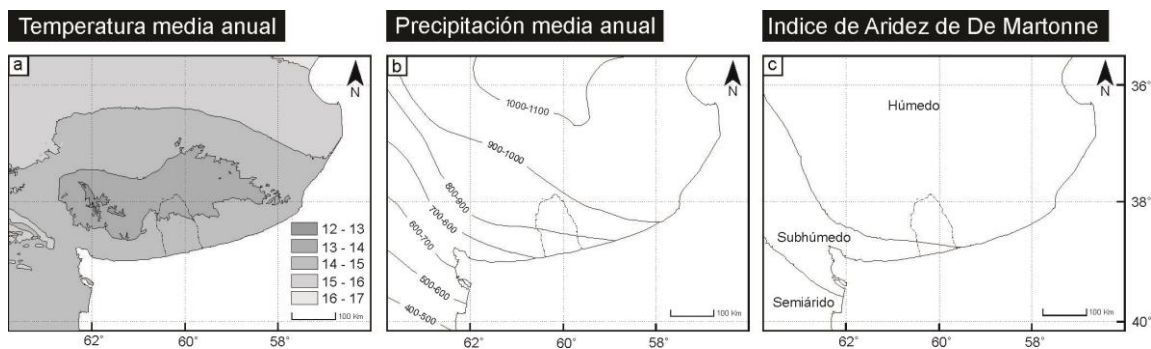 Temperatura media anual
a
N
12 - 13
13 - 14
14 - 15
15 - 16
16 - 17
100 Km
62°
60°
58°
Precipitación media anual
b
N
1000-1100
900-1000
800-900
700-800
600-700
500-600
400-500
100 Km
62°
60°
58°
Indice de Aridez de De Martonne
c
N
Húmedo
Subhúmedo
Semiárido
100 Km
36°
38°
40°
62°
60°
58°